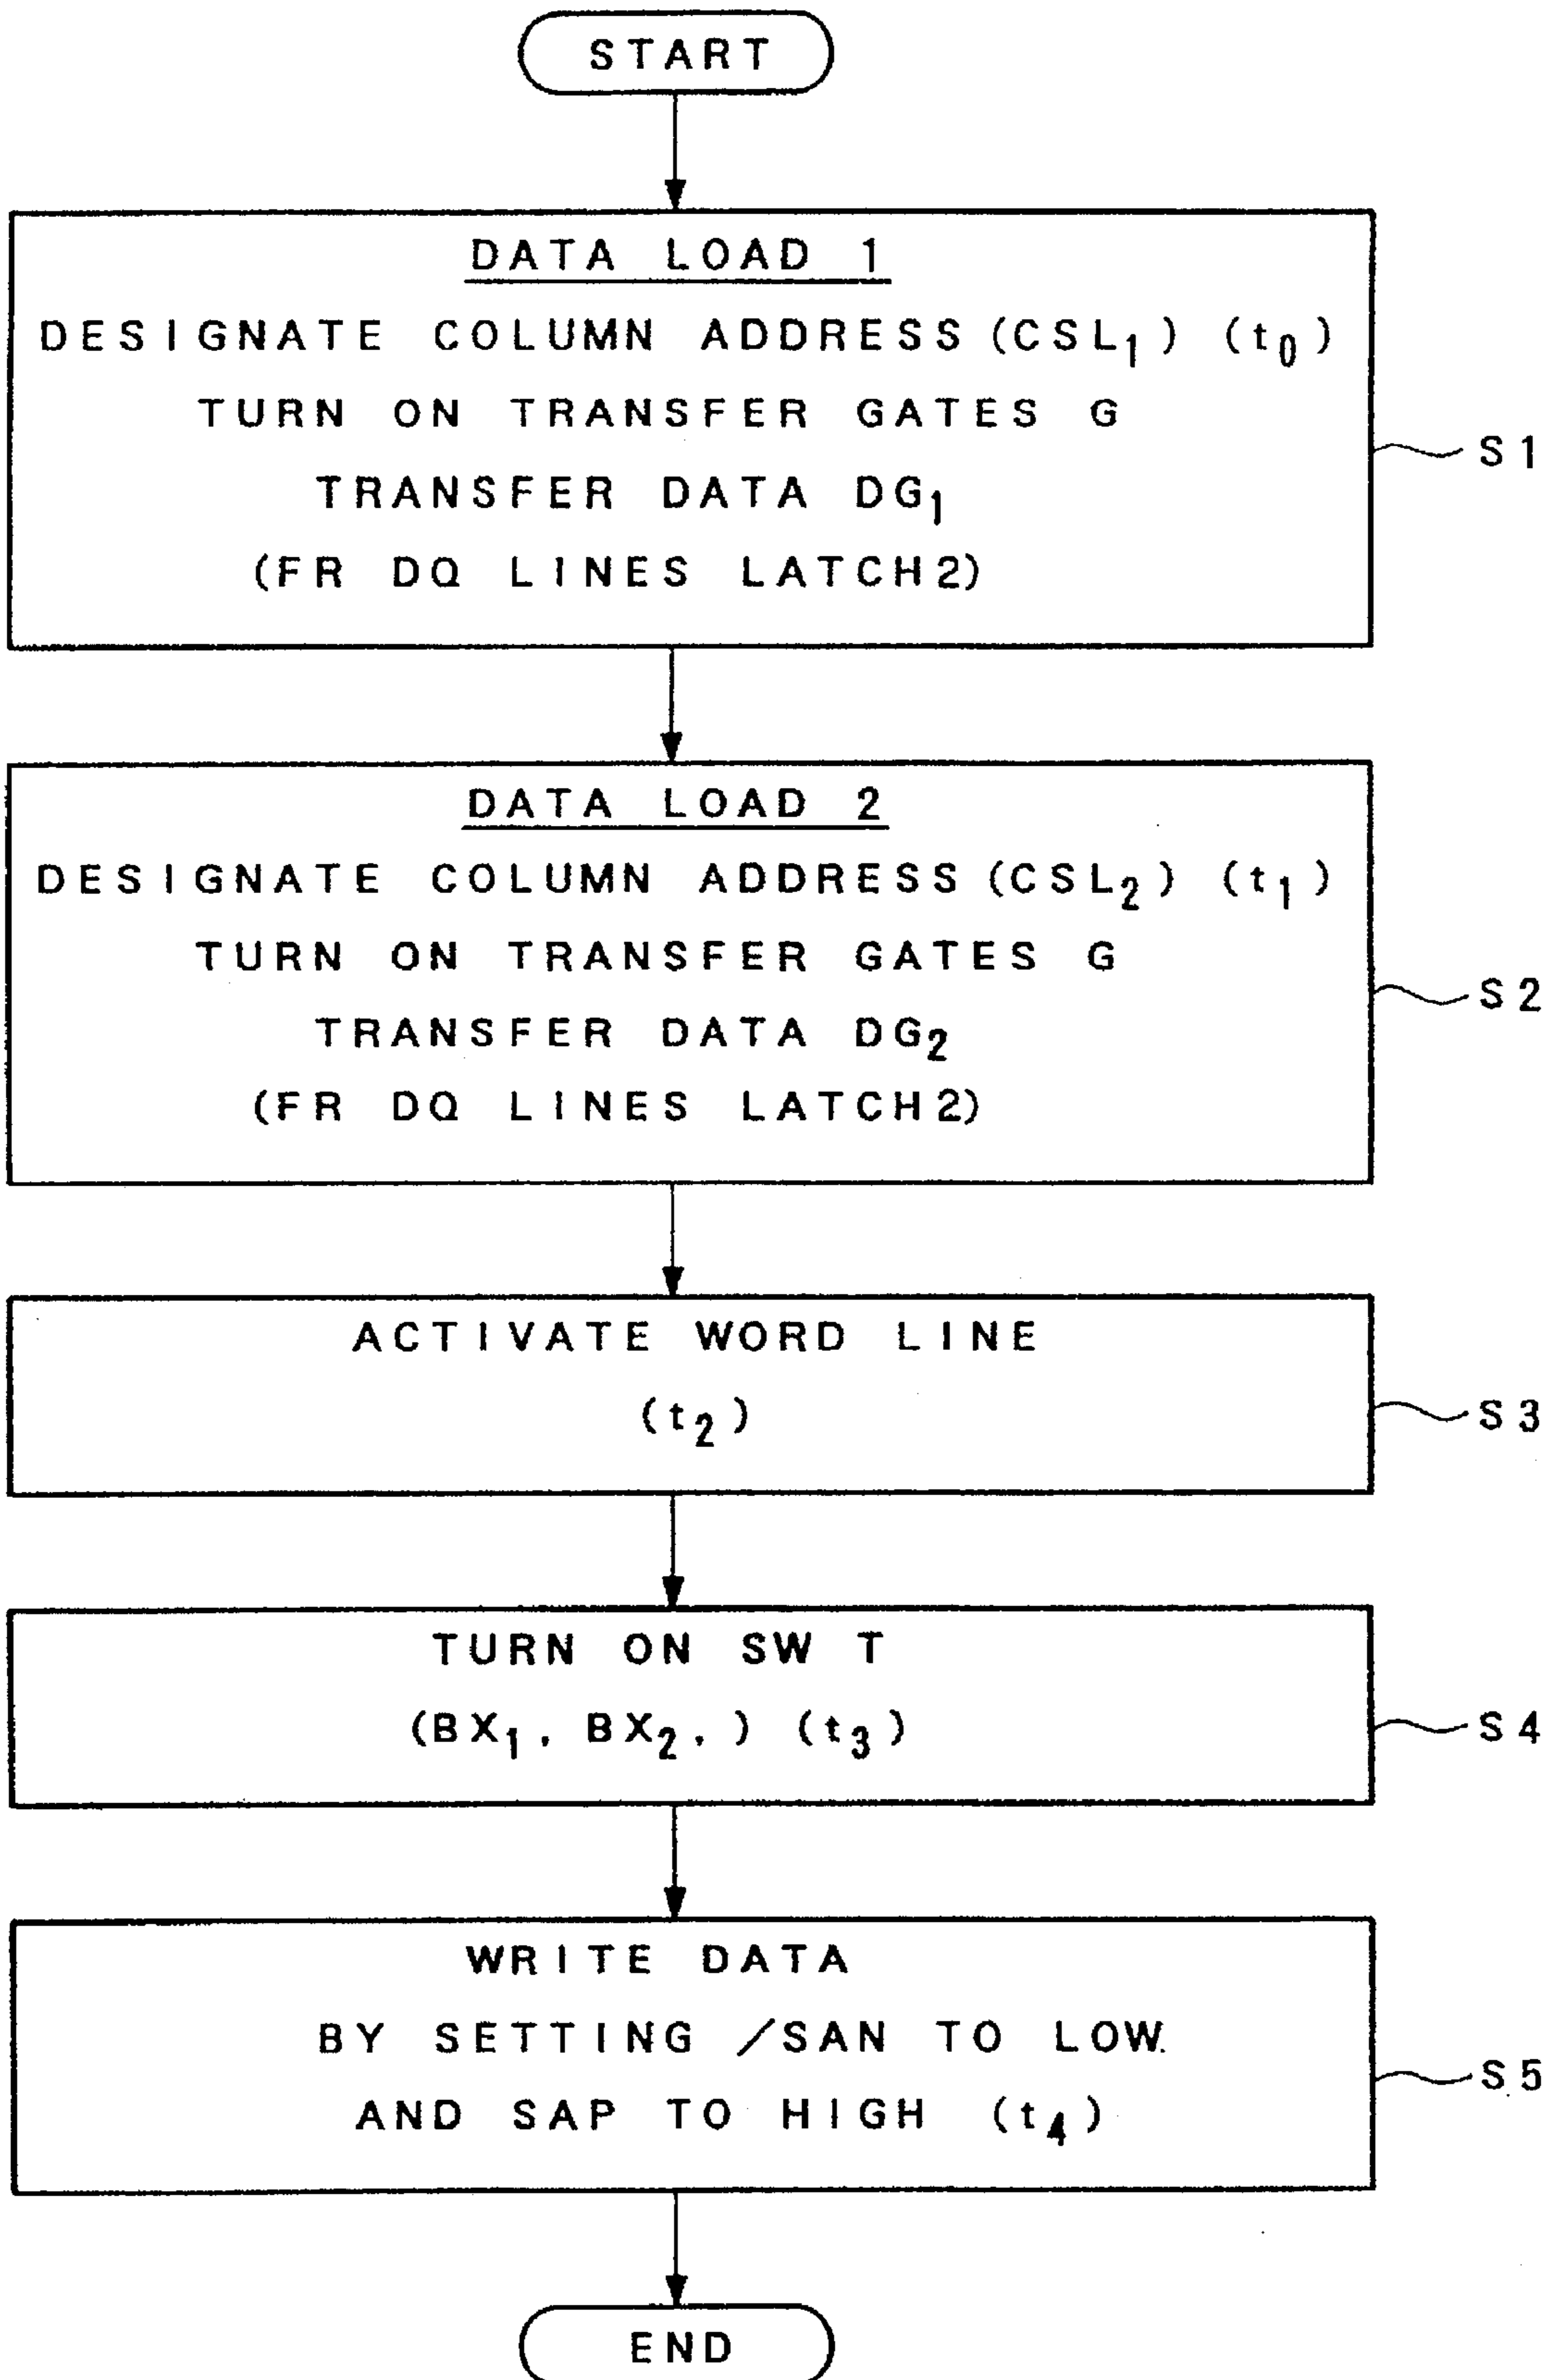 START
DATA LOAD 1
DESIGNATE COLUMN ADDRESS (CSL₁) (t₀)
TURN ON TRANSFER GATES G
TRANSFER DATA DG₁
(FR DQ LINES LATCH2)
S1
DATA LOAD 2
DESIGNATE COLUMN ADDRESS (CSL₂) (t₁)
TURN ON TRANSFER GATES G
TRANSFER DATA DG₂
(FR DQ LINES LATCH2)
S2
ACTIVATE WORD LINE
(t₂)
S3
TURN ON SW T
(BX₁, BX₂,) (t₃)
S4
WRITE DATA
BY SETTING /SAN TO LOW.
AND SAP TO HIGH (t₄)
S5
END